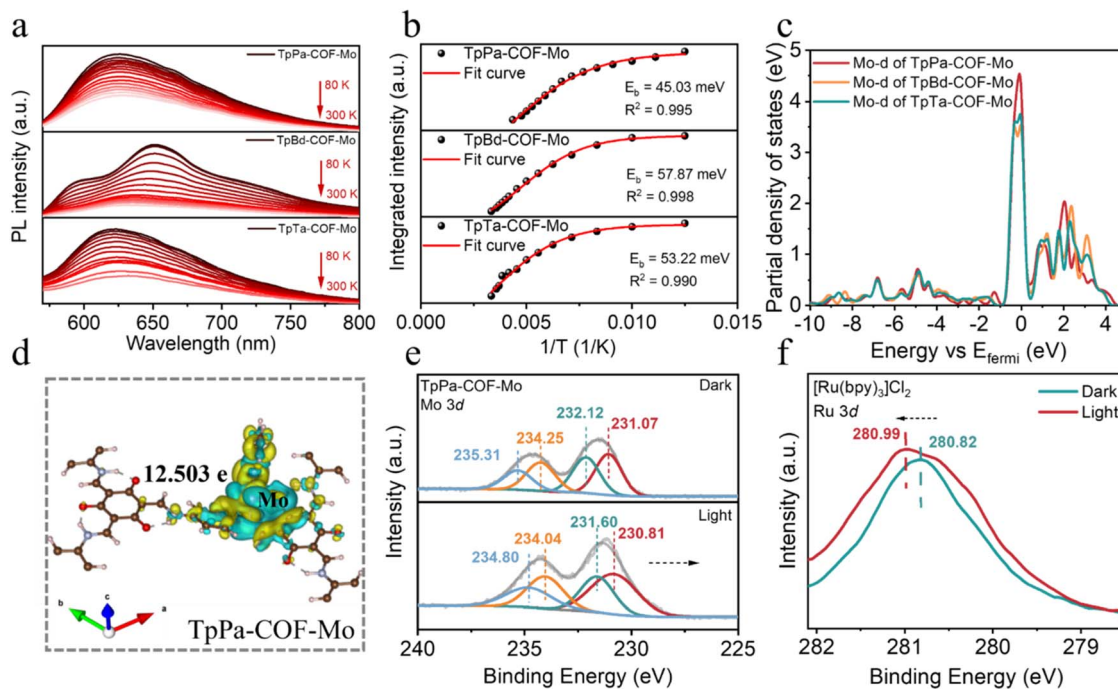 a
PL intensity (a.u.)
TpPa-COF-Mo
80 K
300 K
TpBd-COF-Mo
80 K
300 K
TpTa-COF-Mo
80 K
300 K
600 650 700 750 800
Wavelength (nm)
b
Integrated intensity (a.u.)
TpPa-COF-Mo
Fit curve
E_b = 45.03 meV
R² = 0.995
TpBd-COF-Mo
Fit curve
E_b = 57.87 meV
R² = 0.998
TpTa-COF-Mo
Fit curve
E_b = 53.22 meV
R² = 0.990
0.000 0.005 0.010 0.015
1/T (1/K)
c
Partial density of states (eV)
5
4
3
2
1
0
Mo-d of TpPa-COF-Mo
Mo-d of TpBd-COF-Mo
Mo-d of TpTa-COF-Mo
-10 -8 -6 -4 -2 0 2 4
Energy vs E_fermi (eV)
d
12.503 e
Mo
b c a
TpPa-COF-Mo
e
Intensity (a.u.)
TpPa-COF-Mo
Mo 3d
Dark
235.31
234.25
232.12
231.07
Light
234.80
234.04
231.60
230.81
240 235 230 225
Binding Energy (eV)
f
Intensity (a.u.)
[Ru(bpy)₃]Cl₂
Ru 3d
Dark
Light
280.99
280.82
282 281 280 279
Binding Energy (eV)